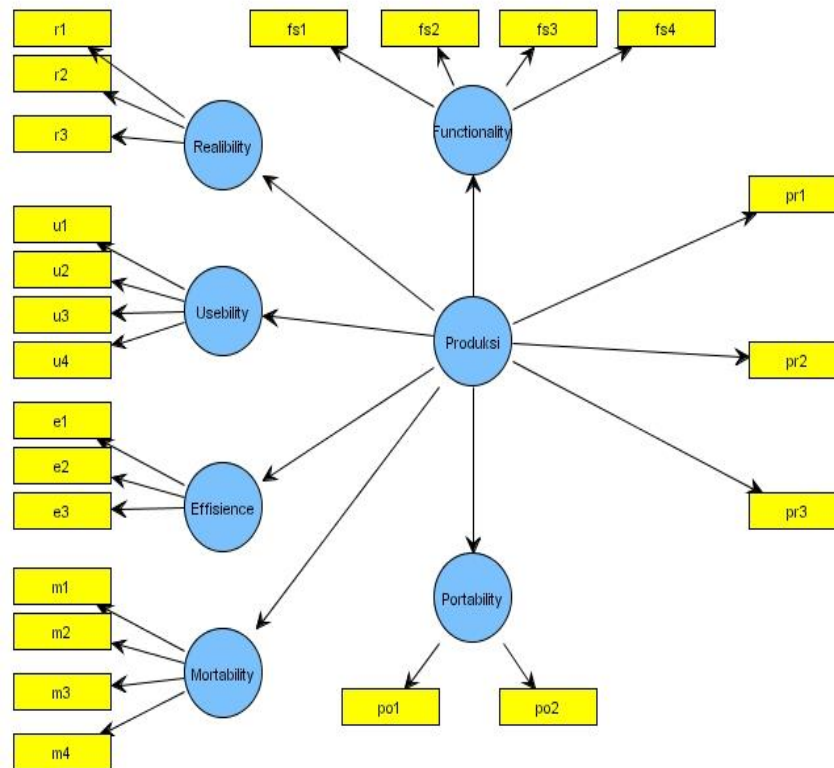 r1
r2
r3
Realibility
fs1
fs2
fs3
fs4
Functionality
u1
u2
u3
u4
Usebility
Produksi
pr1
pr2
pr3
e1
e2
e3
Effisience
m1
m2
m3
m4
Mortability
Portability
po1
po2